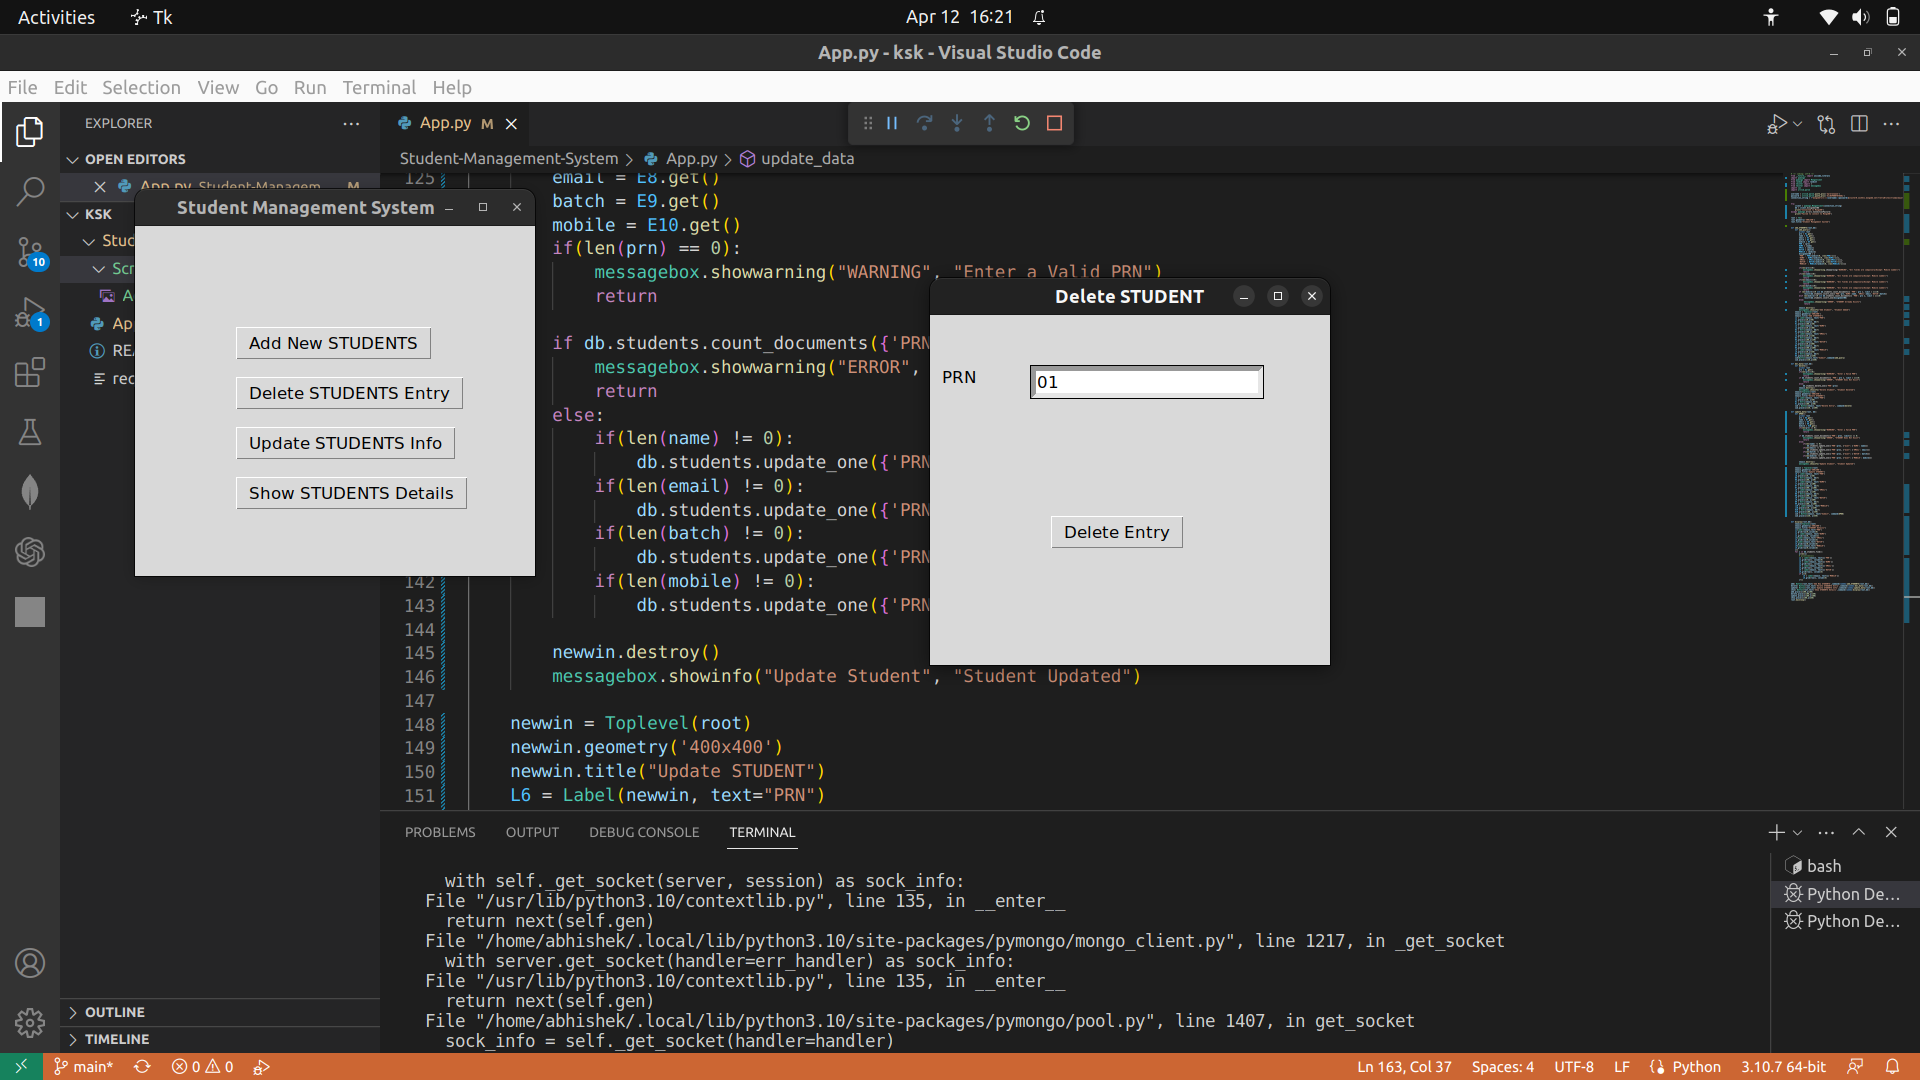 Activities
Tk
Apr 12 16:21
App.py - ksk - Visual Studio Code
File Edit Selection View Go Run Terminal Help
EXPLORER
App.py M
OPEN EDITORS
App.py Student-Managem... M
Student-Management-System > App.py > update_data
KSK
Stud
Scr
A
Ap
REA
rec
10
1
Student Management System
Add New STUDENTS
Delete STUDENTS Entry
Update STUDENTS Info
Show STUDENTS Details
125 email = E8.get()
batch = E9.get()
mobile = E10.get()
if(len(prn) == 0):
messagebox.showwarning("WARNING", "Enter a Valid PRN")
return
if db.students.count_documents({'PRN
messagebox.showwarning("ERROR",
return
else:
if(len(name) != 0):
db.students.update_one({'PRN
if(len(email) != 0):
db.students.update_one({'PRN
if(len(batch) != 0):
db.students.update_one({'PRN
142 if(len(mobile) != 0):
143 db.students.update_one({'PRN
144
145 newwin.destroy()
146 messagebox.showinfo("Update Student", "Student Updated")
147
148 newwin = Toplevel(root)
149 newwin.geometry('400x400')
150 newwin.title("Update STUDENT")
151 L6 = Label(newwin, text="PRN")
Delete STUDENT
PRN
01
Delete Entry
PROBLEMS OUTPUT DEBUG CONSOLE TERMINAL
with self._get_socket(server, session) as sock_info:
File "/usr/lib/python3.10/contextlib.py", line 135, in __enter__
return next(self.gen)
File "/home/abhishek/.local/lib/python3.10/site-packages/pymongo/mongo_client.py", line 1217, in _get_socket
with server.get_socket(handler=err_handler) as sock_info:
File "/usr/lib/python3.10/contextlib.py", line 135, in __enter__
return next(self.gen)
File "/home/abhishek/.local/lib/python3.10/site-packages/pymongo/pool.py", line 1407, in get_socket
sock_info = self._get_socket(handler=handler)
bash
Python De...
Python De...
OUTLINE
TIMELINE
main* 0 0
Ln 163, Col 37 Spaces: 4 UTF-8 LF Python 3.10.7 64-bit